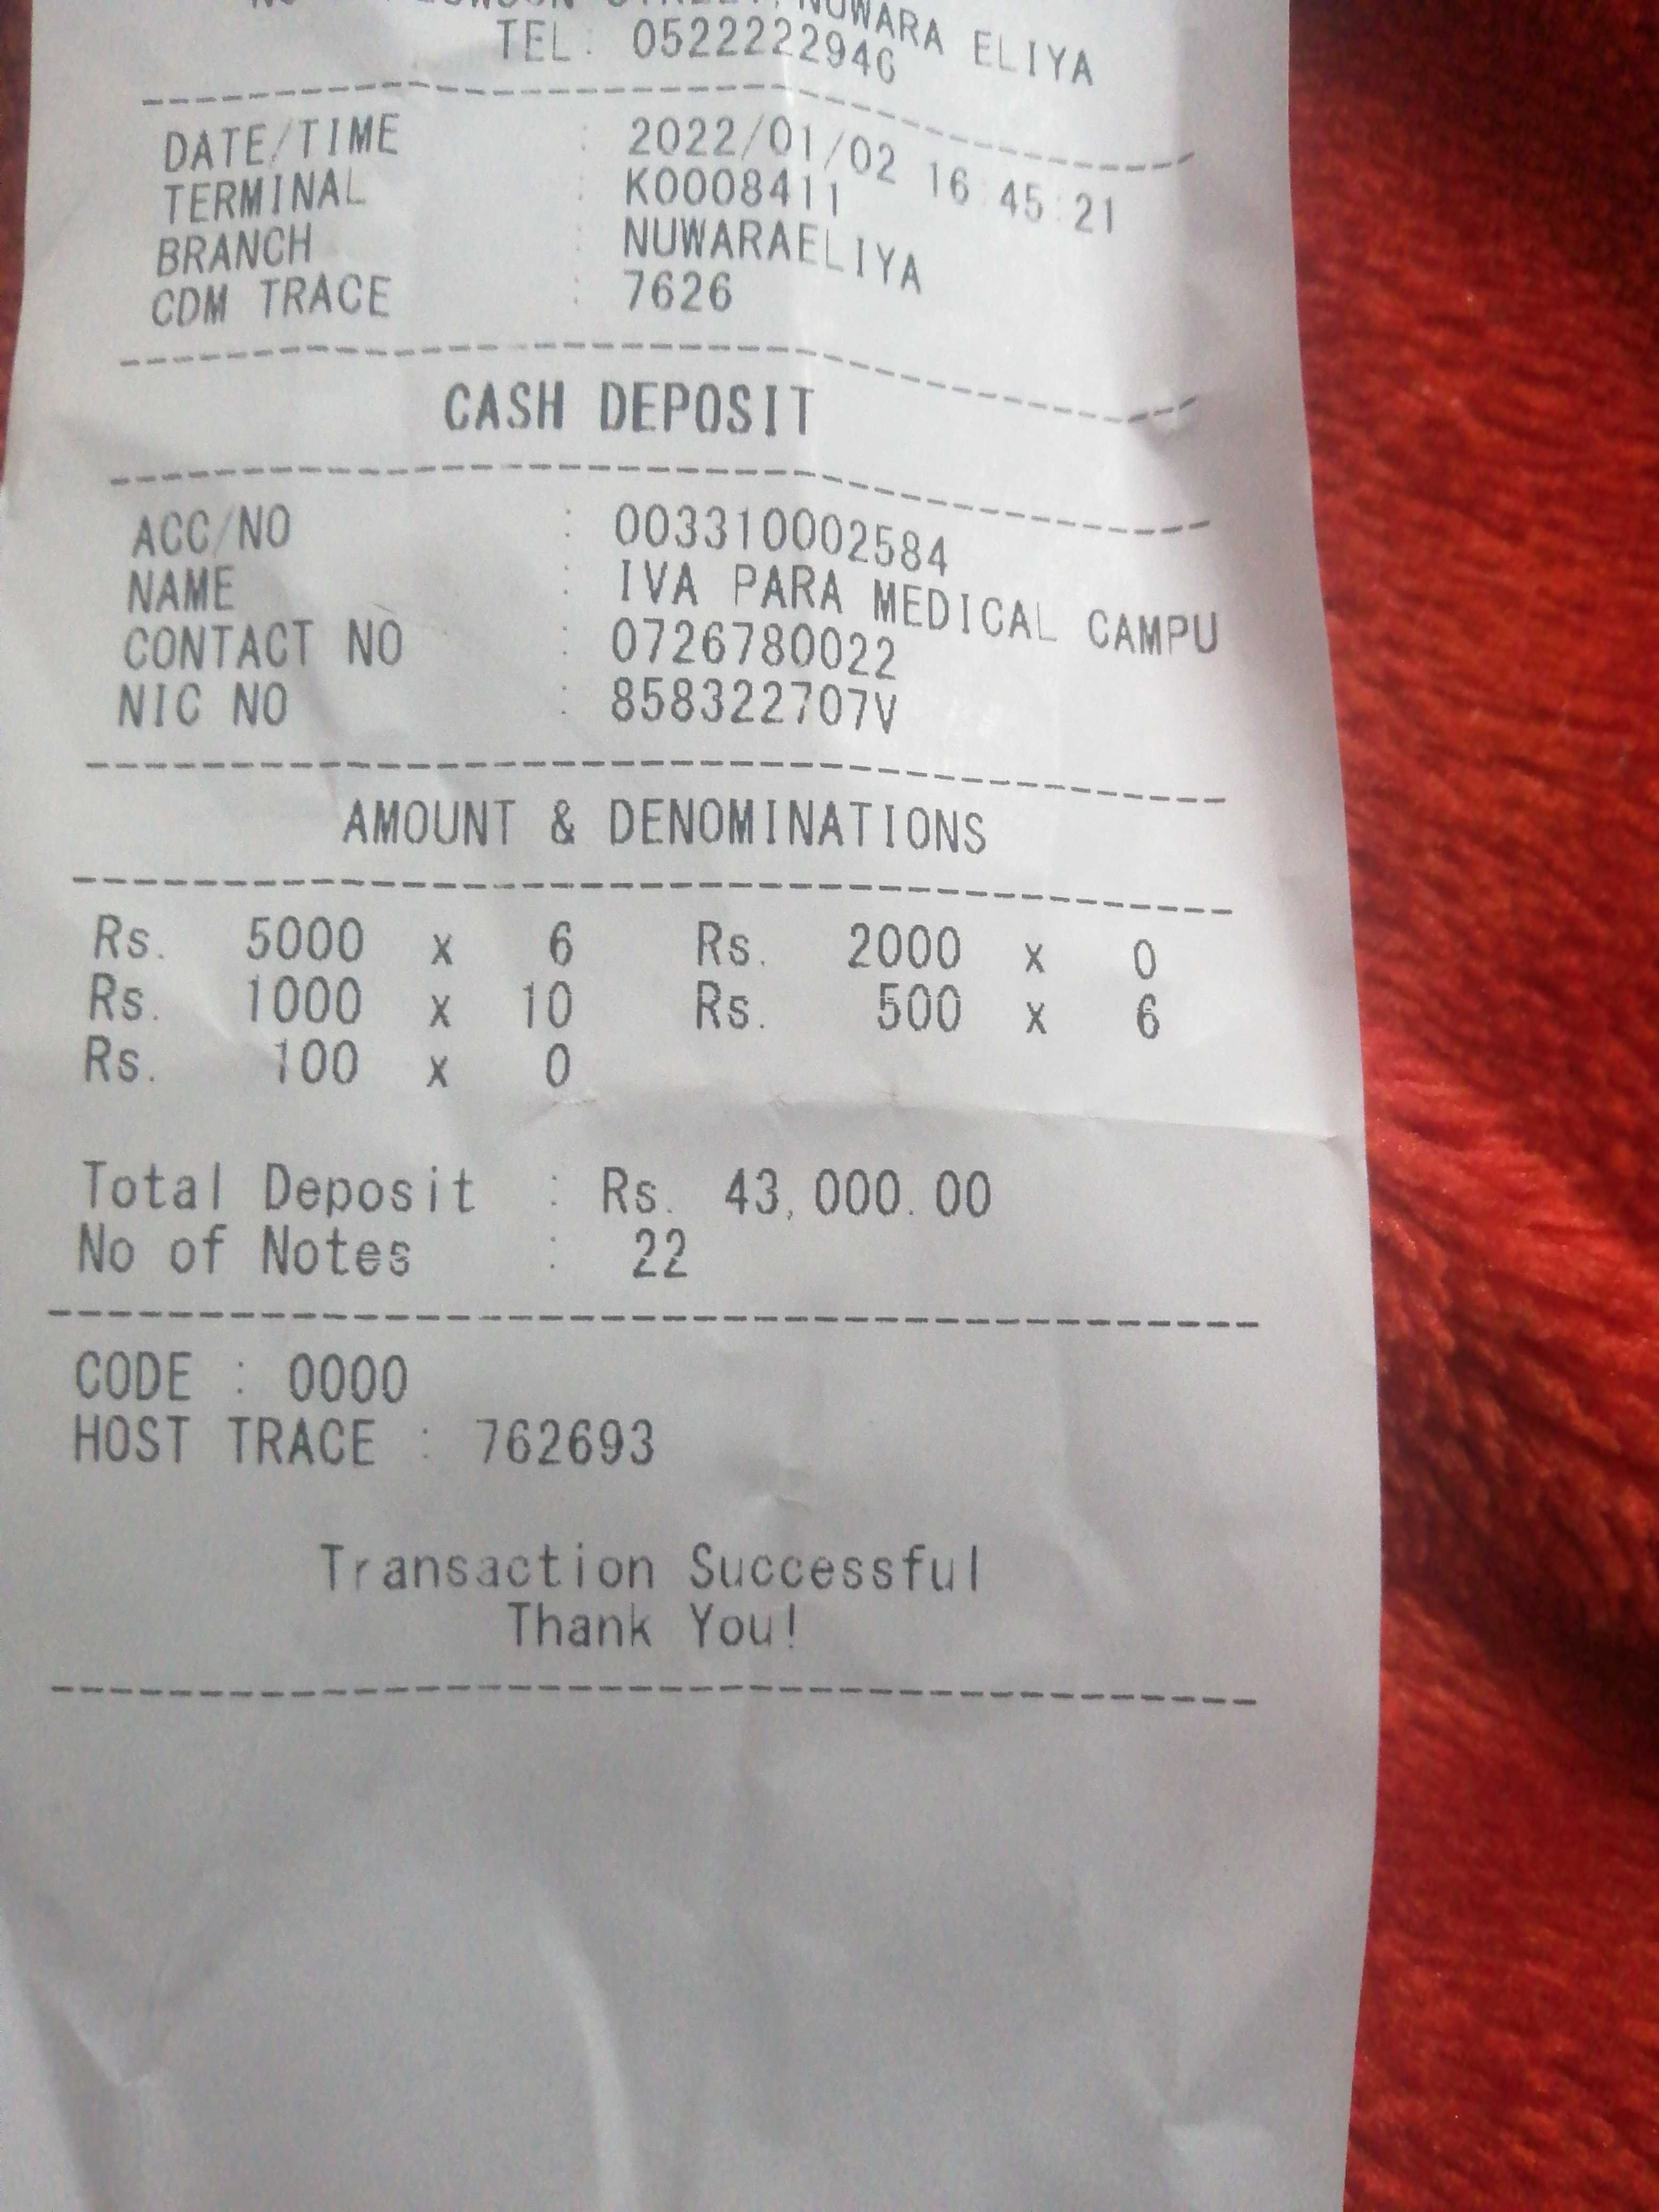 STREET, NUWARA ELIYA
TEL: 0522222946
DATE/TIME : 2022/01/02 16:45:21
TERMINAL : K0008411
BRANCH : NUWARAELIYA
CDM TRACE : 7626
CASH DEPOSIT
ACC/NO : 003310002584
NAME : IVA PARA MEDICAL CAMPU
CONTACT NO : 0726780022
NIC NO : 858322707V
AMOUNT & DENOMINATIONS
Rs. 5000 x 6 Rs. 2000 x 0
Rs. 1000 x 10 Rs. 500 x 6
Rs. 100 x 0
Total Deposit : Rs. 43,000.00
No of Notes : 22
CODE : 0000
HOST TRACE : 762693
Transaction Successful
Thank You!